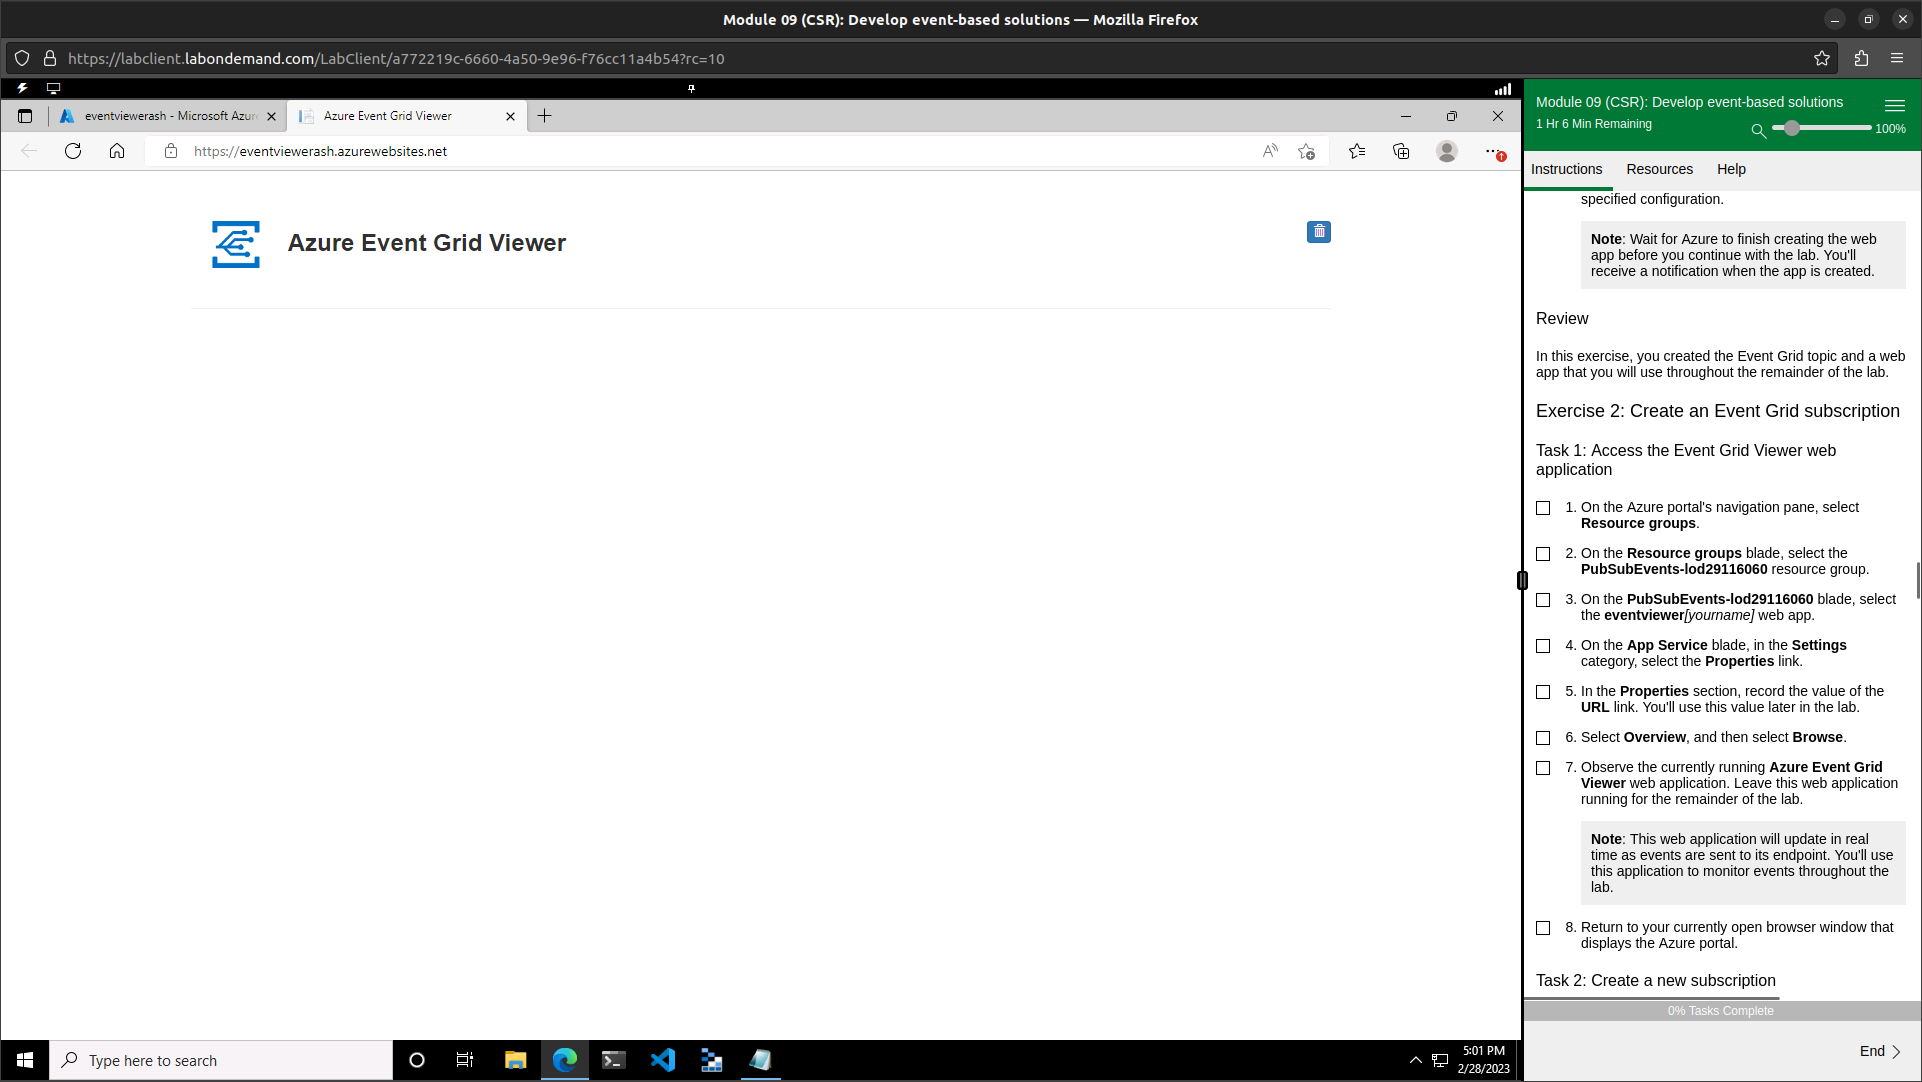 Module 09 (CSR): Develop event-based solutions — Mozilla Firefox
https://labclient.labondemand.com/LabClient/a772219c-6660-4a50-9e96-f76cc11a4b54?rc=10
eventviewerash - Microsoft Azur
Azure Event Grid Viewer
https://eventviewerash.azurewebsites.net
Azure Event Grid Viewer
Type here to search
5:01 PM
2/28/2023
Module 09 (CSR): Develop event-based solutions
1 Hr 6 Min Remaining
100%
Instructions
Resources
Help
specified configuration.
Note: Wait for Azure to finish creating the web
app before you continue with the lab. You'll
receive a notification when the app is created.
Review
In this exercise, you created the Event Grid topic and a web
app that you will use throughout the remainder of the lab.
Exercise 2: Create an Event Grid subscription
Task 1: Access the Event Grid Viewer web
application
1. On the Azure portal's navigation pane, select
Resource groups.
2. On the Resource groups blade, select the
PubSubEvents-lod29116060 resource group.
3. On the PubSubEvents-lod29116060 blade, select
the eventviewer[yourname] web app.
4. On the App Service blade, in the Settings
category, select the Properties link.
5. In the Properties section, record the value of the
URL link. You'll use this value later in the lab.
6. Select Overview, and then select Browse.
7. Observe the currently running Azure Event Grid
Viewer web application. Leave this web application
running for the remainder of the lab.
Note: This web application will update in real
time as events are sent to its endpoint. You'll use
this application to monitor events throughout the
lab.
8. Return to your currently open browser window that
displays the Azure portal.
Task 2: Create a new subscription
0% Tasks Complete
End